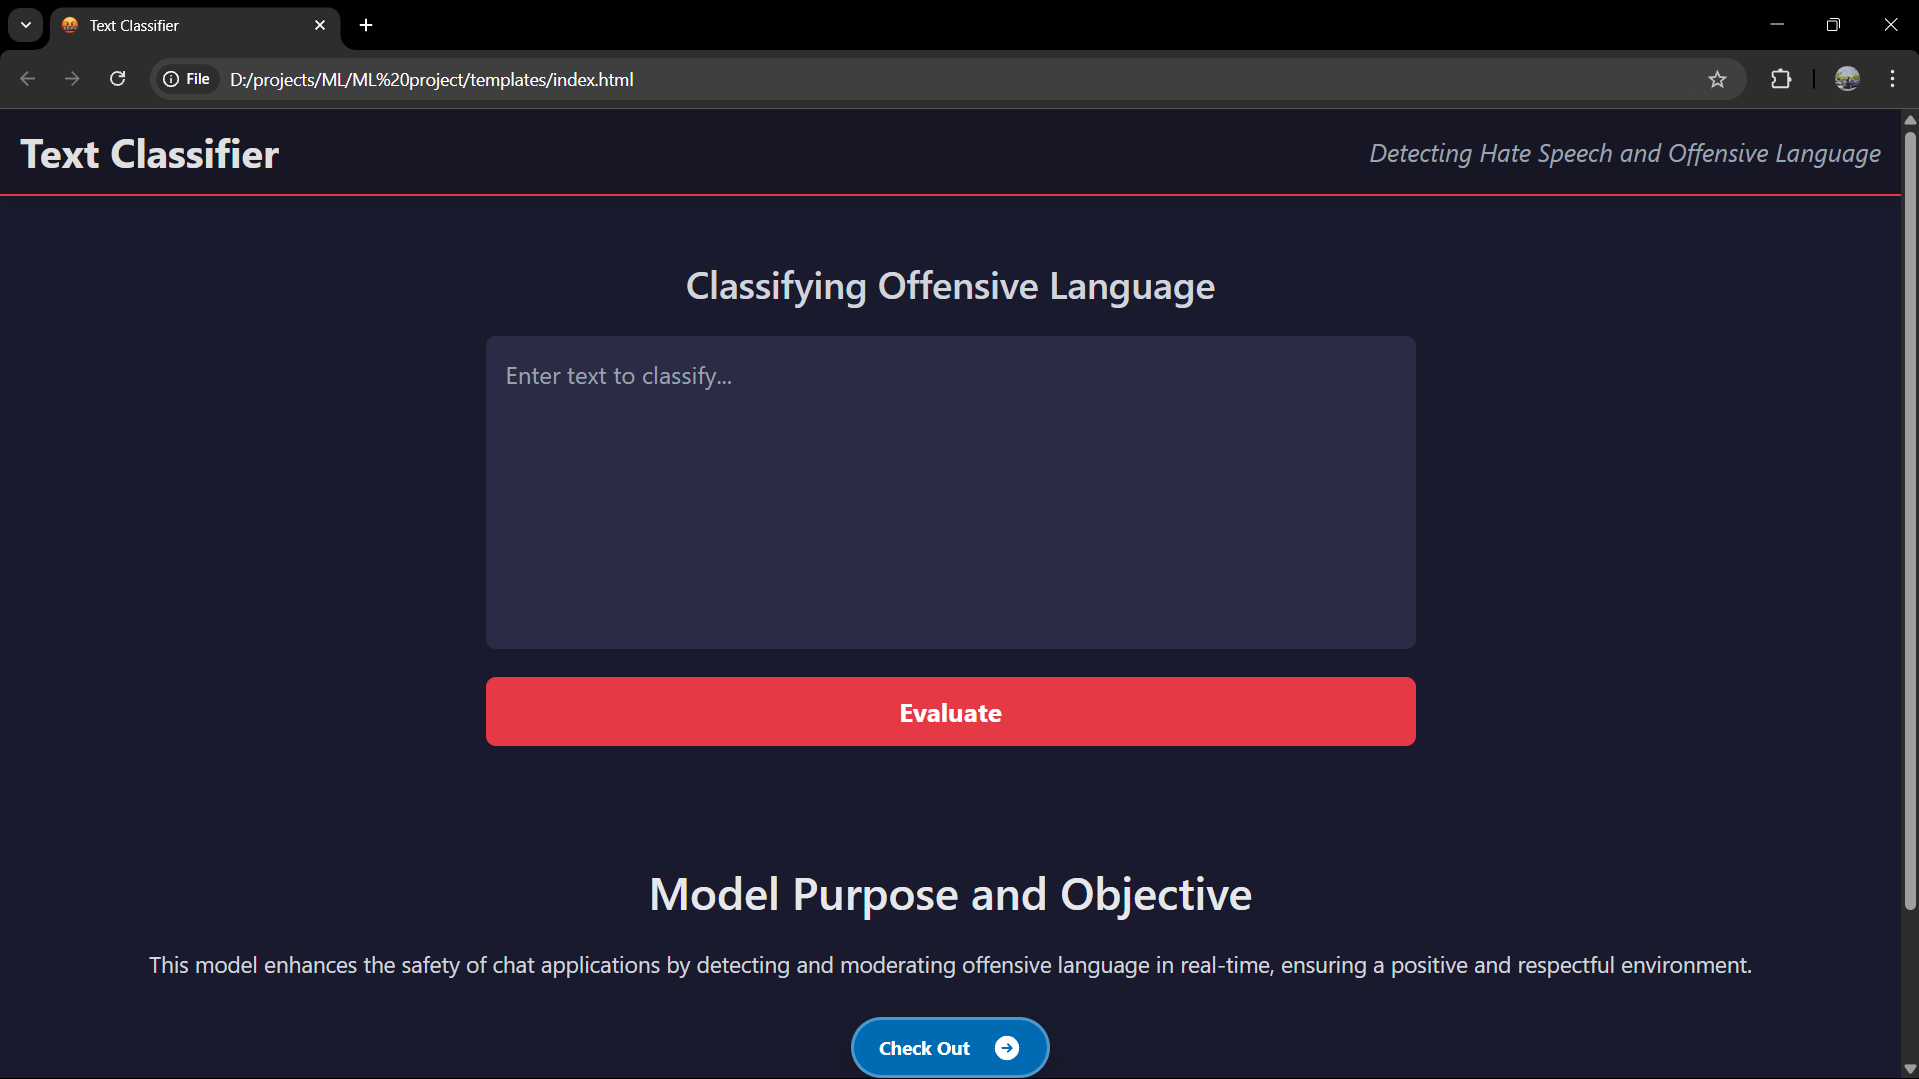 Text Classifier
File
D:/projects/ML/ML%20project/templates/index.html
Text Classifier
Detecting Hate Speech and Offensive Language
Classifying Offensive Language
Enter text to classify...
Evaluate
Model Purpose and Objective
This model enhances the safety of chat applications by detecting and moderating offensive language in real-time, ensuring a positive and respectful environment.
Check Out